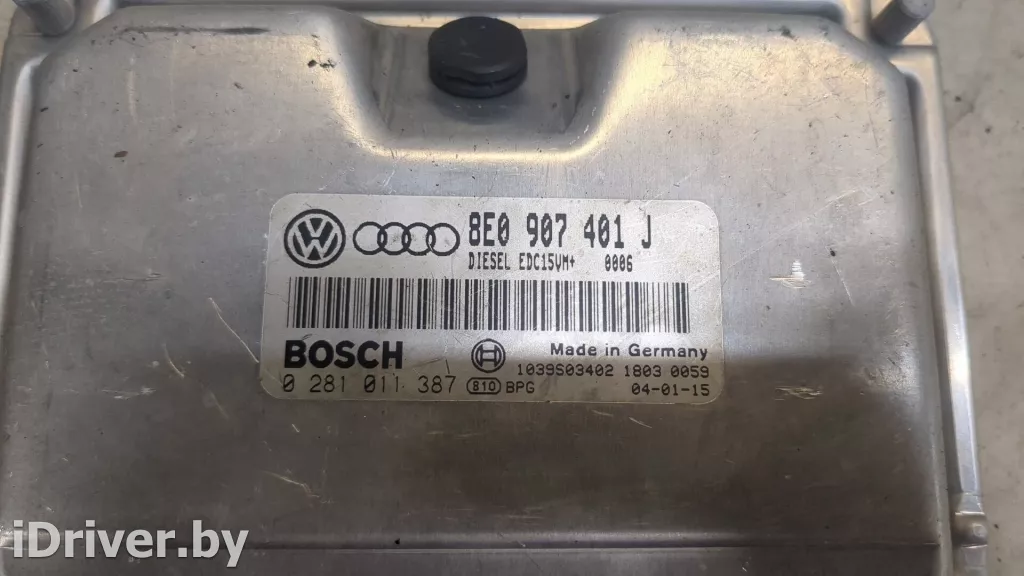 8E0 907 401 J
DIESEL EDC15VM+ 0006
BOSCH
Made in Germany
1039S03402 1803 0059
0 281 011 387 810 BPG 04-01-15
iDriver.by